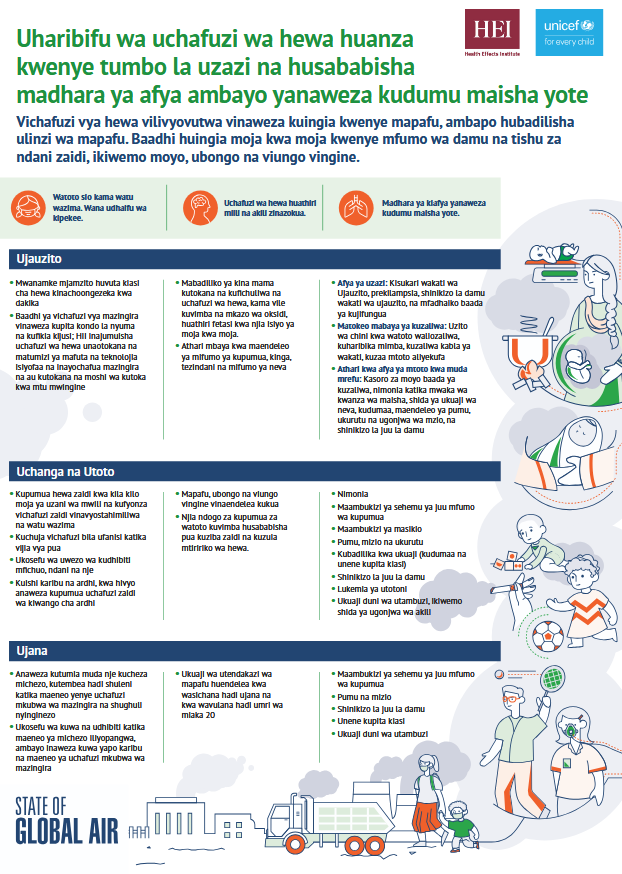 Uharibifu wa uchafuzi wa hewa huanza
kwenye tumbo la uzazi na husababisha
madhara ya afya ambayo yanaweza kudumu maisha yote
HEI
Health Effects Institute
unicef
for every child
Vichafuzi vya hewa vilivyovutwa vinaweza kuingia kwenye mapafu, ambapo hubadilisha
ulinzi wa mapafu. Baadhi huingia moja kwa moja kwenye mfumo wa damu na tishu za
ndani zaidi, ikiwemo moyo, ubongo na viungo vingine.
Watoto sio kama watu
wazima. Wana udhaifu wa
kipekee.
Uchafuzi wa hewa huathiri
miili na akili zinazokua.
Madhara ya kiafya yanaweza
kudumu maisha yote.
Ujauzito
• Mwanamke mjamzito huvuta kiasi
cha hewa kinachoongezeka kwa
dakika
• Baadhi ya vichafuzi vya mazingira
vinaweza kupita kondo la nyuma
na kufikia kijusi; Hii inajumuisha
uchafuzi wa hewa unaotokana na
matumizi ya mafuta na teknolojia
isiyofaa na inayochafua mazingira
na au kutokana na moshi wa kutoka
kwa mtu mwingine
• Mabadiliko ya kina mama
kutokana na kufichuliwa na
uchafuzi wa hewa, kama vile
kuvimba na mkazo wa oksidi,
huathiri fetasi kwa njia isiyo ya
moja kwa moja.
• Athari mbaya kwa maendeleo
ya mifumo ya kupumua, kinga,
tezindani na mifumo ya neva
• Afya ya uzazi: Kisukari wakati wa
Ujauzito, prekilampsia, shinikizo la damu
wakati wa ujauzito, na mfadhaiko baada
ya kujifungua
• Matokeo mabaya ya kuzaliwa: Uzito
wa chini kwa watoto waliozaliwa,
kuharibika mimba, kuzaliwa kabla ya
wakati, kuzaa mtoto aliyekufa
• Athari kwa afya ya mtoto kwa muda
mrefu: Kasoro za moyo baada ya
kuzaliwa, nimonia katika mwaka wa
kwanza wa maisha, shida ya ukuaji wa
neva, kudumaa, maendeleo ya pumu,
ukurutu na ugonjwa wa mzio, na
shinikizo la juu la damu
Uchanga na Utoto
• Kupumua hewa zaidi kwa kila kilo
moja ya uzani wa mwili na kufyonza
vichafuzi zaidi vinavyostahimiliwa
na watu wazima
• Kuchuja vichafuzi bila ufanisi katika
vijia vya pua
• Ukosefu wa uwezo wa kudhibiti
mfichuo, ndani na nje
• Kuishi karibu na ardhi, kwa hivyo
anaweza kupumua uchafuzi zaidi
wa kiwango cha ardhi
• Mapafu, ubongo na viungo
vingine vinaendelea kukua
• Njia ndogo za kupumua za
watoto kuvimba husababisha
pua kuziba zaidi na kuzula
mtiririko wa hewa.
• Nimonia
• Maambukizi ya sehemu ya juu mfumo
wa kupumua
• Maambukizi ya masikio
• Pumu, mizio na ukurutu
• Kubadilika kwa ukuaji (kudumaa na
unene kupita kiasi)
• Shinikizo la juu la damu
• Lukemia ya utotoni
• Ukuaji duni wa utambuzi, ikiwemo
shida ya ugonjwa wa akili
Ujana
• Anaweza kutumia muda nje kucheza
michezo, kutembea hadi shuleni
katika maeneo yenye uchafuzi
mkubwa wa mazingira na shughuli
nyinginezo
• Ukosefu wa kuwa na udhibiti katika
maeneo ya michezo iliyopangwa,
ambayo inaweza kuwa yapo karibu
na maeneo ya uchafuzi mkubwa wa
mazingira
• Ukuaji wa utendakazi wa
mapafu huendelea kwa
wasichana hadi ujana na
kwa wavulana hadi umri wa
miaka 20
• Maambukizi ya sehemu ya juu mfumo
wa kupumua
• Pumu na mizio
• Shinikizo la juu la damu
• Unene kupita kiasi
• Ukuaji duni wa utambuzi
STATE OF
GLOBAL AIR